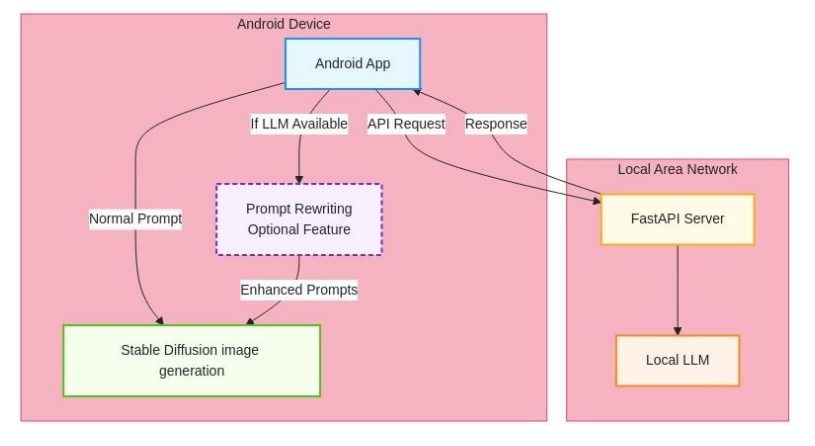 Android Device
Android App
If LLM Available
API Request
Response
Local Area Network
Normal Prompt
Prompt Rewriting
Optional Feature
FastAPI Server
Enhanced Prompts
Stable Diffusion image
generation
Local LLM